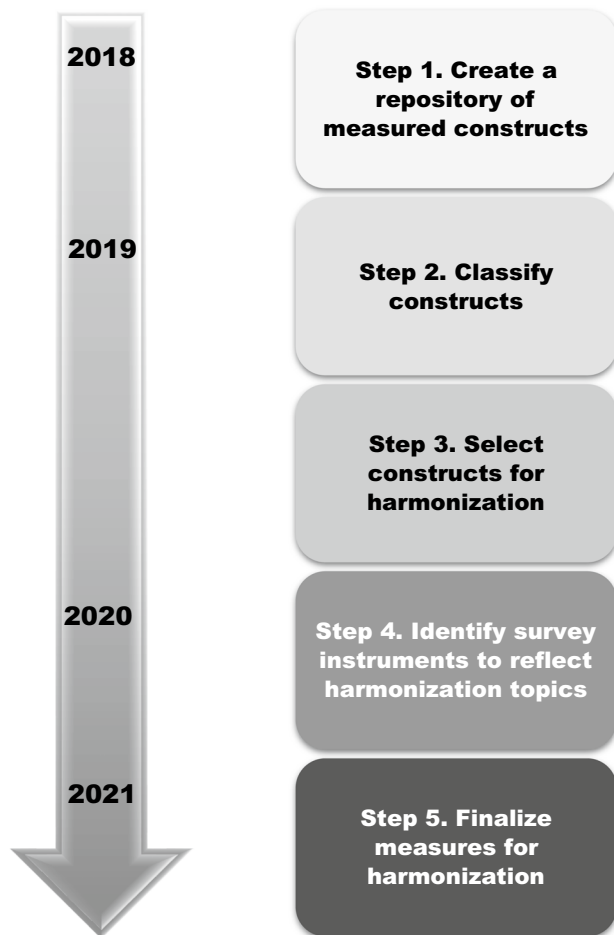 2018
Step 1. Create a
repository of
measured constructs
2019
Step 2. Classify
constructs
Step 3. Select
constructs for
harmonization
2020
Step 4. Identify survey
instruments to reflect
harmonization topics
2021
Step 5. Finalize
measures for
harmonization